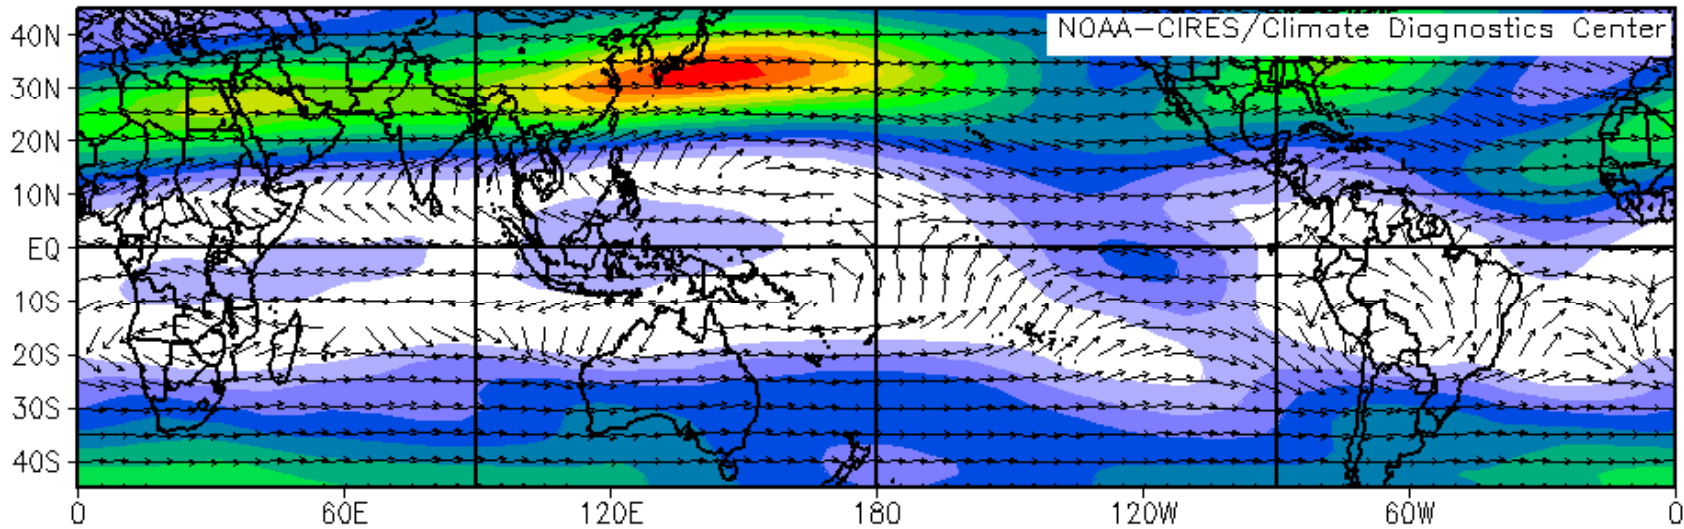 NOAA-CIRES/Climate Diagnostics Center
40N
30N
20N
10N
EQ
10S
20S
30S
40S
0 60E 120E 180 120W 60W 0